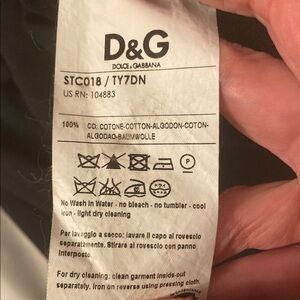 D&G
DOLCE & GABBANA
STC018 / TY7DN
US RN: 104883
100% CO: COTONE-COTTON-ALGODON-COTON-
ALGODAO-BAUMWOLLE
P
No Wash In Water - no bleach - no tumbler - cool
iron - light dry cleaning
Per lavaggio a secco: lavare il capo a rovescio
separatamente. Stirare al rovescio con panno
interposto.
For dry cleaning: clean garment inside-out
separately. Iron on reverse using pressing cloth.